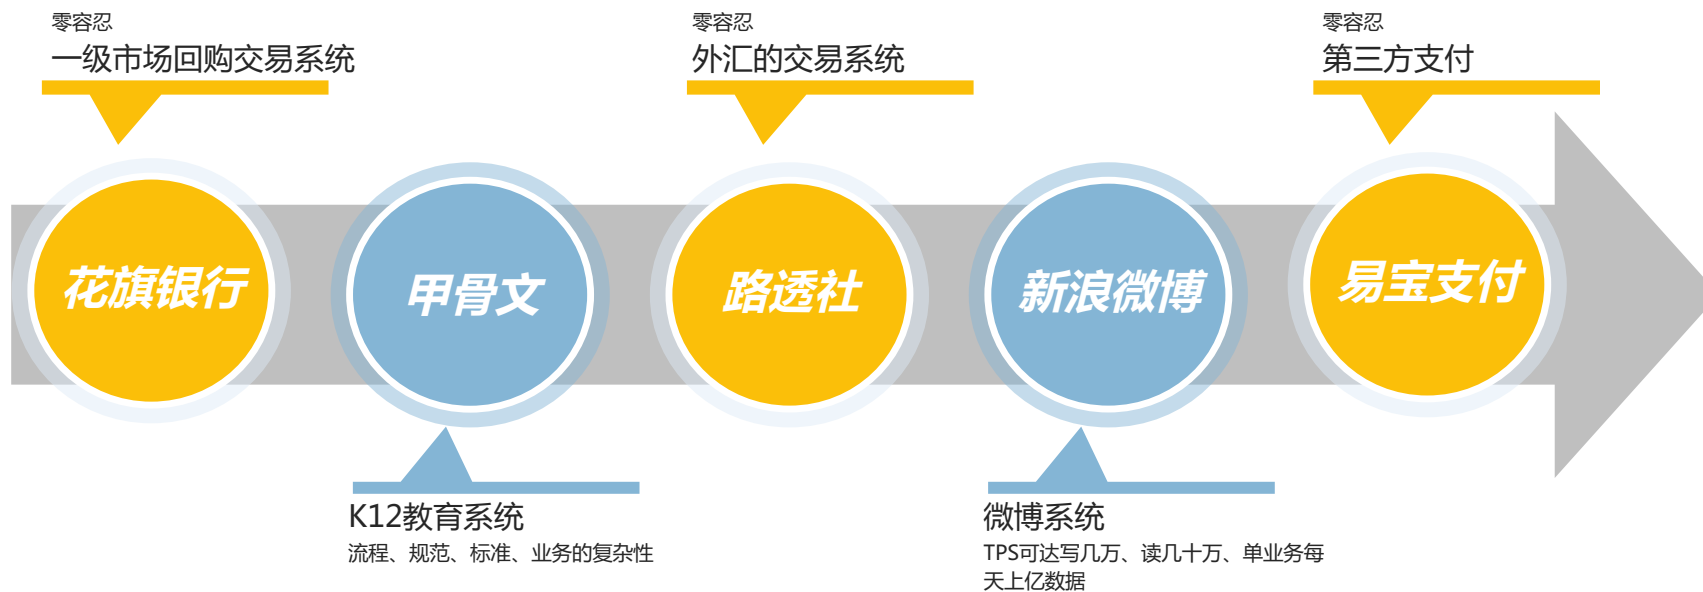 零容忍
一级市场回购交易系统
零容忍
外汇的交易系统
零容忍
第三方支付
花旗银行
甲骨文
路透社
新浪微博
易宝支付
K12教育系统
流程、规范、标准、业务的复杂性
微博系统
TPS可达写几万、读几十万、单业务每
天上亿数据